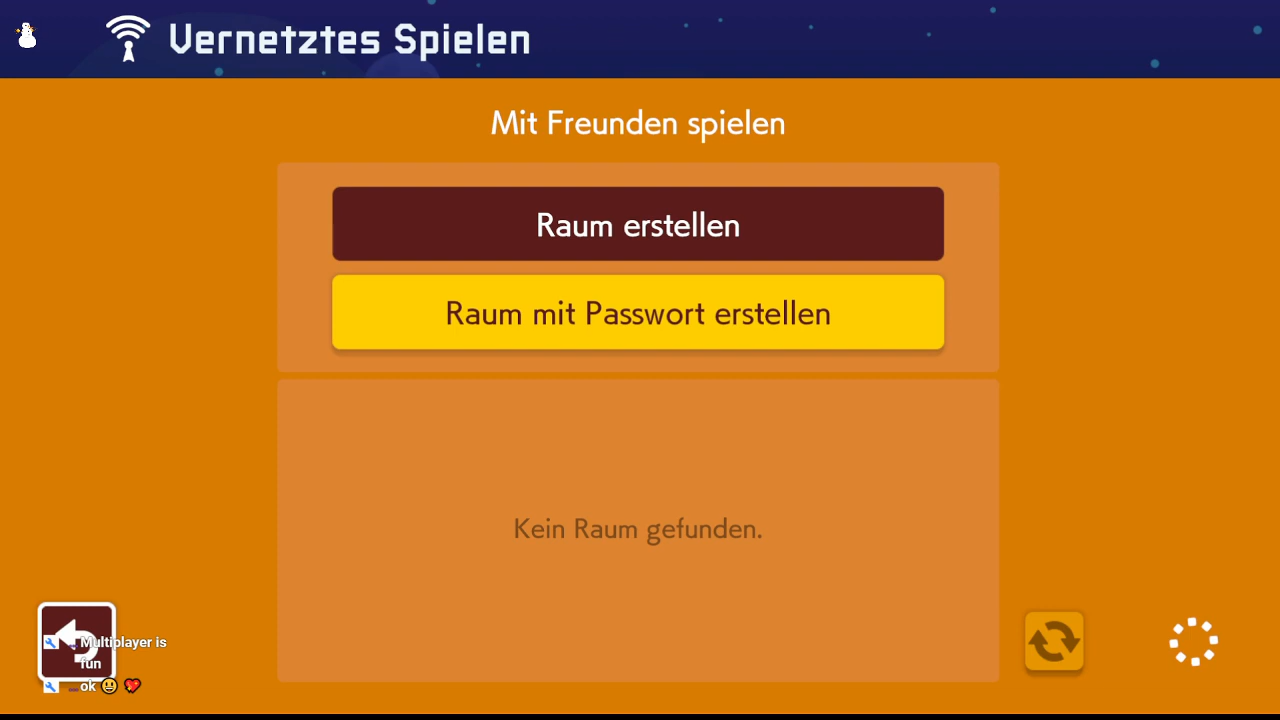 Vernetztes Spielen
Mit Freunden spielen
Raum erstellen
Raum mit Passwort erstellen
Kein Raum gefunden.
Multiplayer is
fun
ok 😃 💖